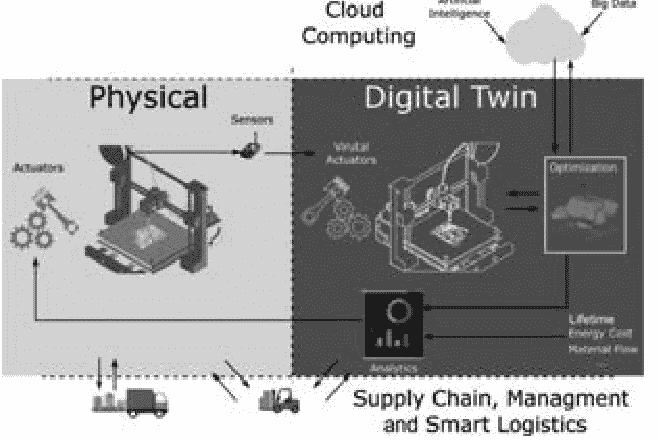 Cloud
Computing
Artificial
Intelligence
Big Data
Physical
Digital Twin
Sensors
Actuators
Virutal
Actuators
Optimization
Lifetime
Energy Cost
Material Flow
Analytics
Supply Chain, Managment
and Smart Logistics